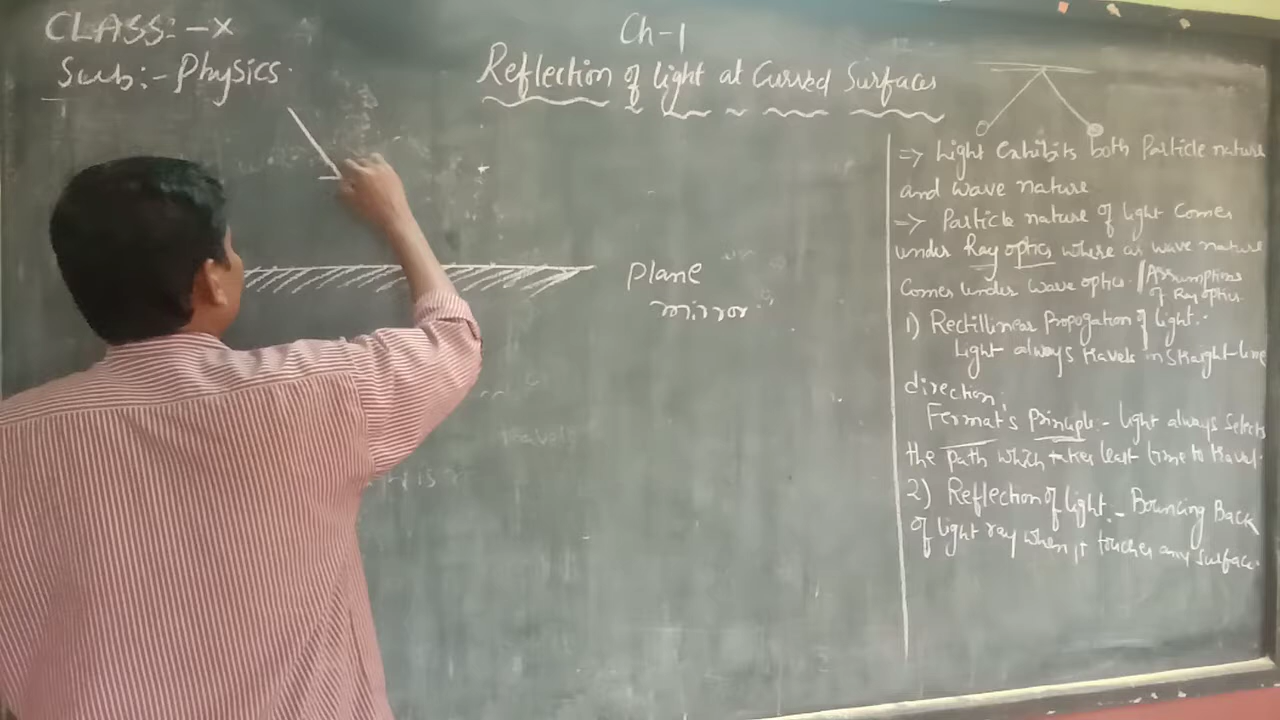 CLASS:-X
Sub:-Physics.
Ch-1
Reflection of light at Curved Surfaces
Plane
mirror.
=> Light Exhibits both Particle nature
and wave nature
=> Particle nature of light Comes
under Ray optics where as wave nature
Comes under wave optics.
Assumptions
of Ray optics.
1) Rectillinear Propogation of light:
Light always travels in straight-line
direction;
Fermat's Principle:- light always selects
the path which takes least time to travel.
2) Reflection of light:- Bouncing Back
of light ray when it touches any surface.